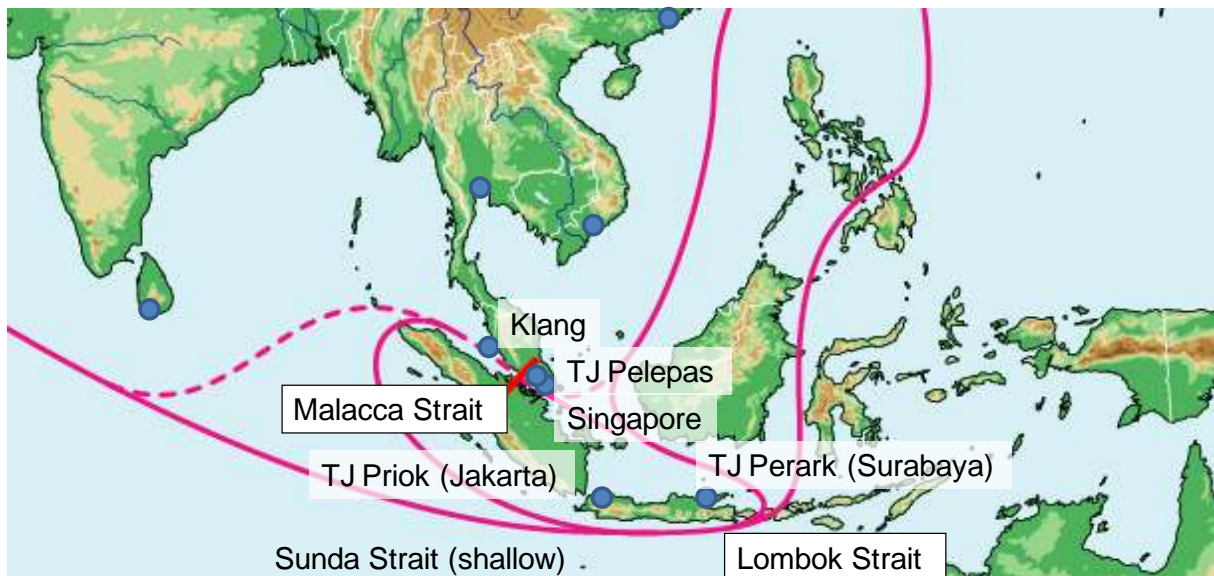 Klang
TJ Pelepas
Malacca Strait
Singapore
TJ Priok (Jakarta)
TJ Perark (Surabaya)
Sunda Strait (shallow)
Lombok Strait